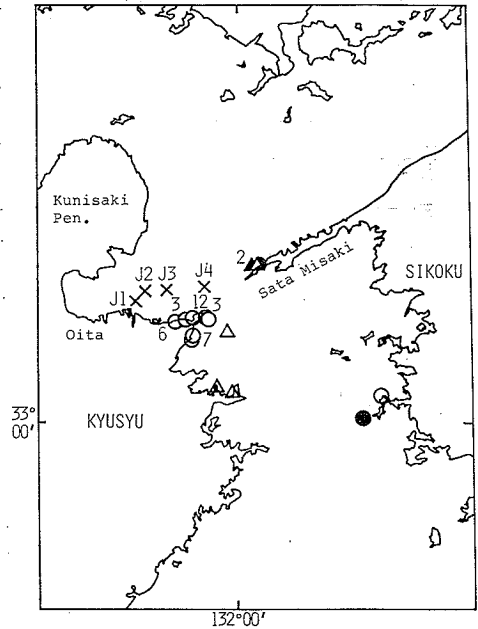 Kunisaki
Pen.
2
Sata Misaki
SIKOKU
J2 J3 J4
J1
3 12 3
Oita
6
7
33°
00'
KYUSYU
132°00'